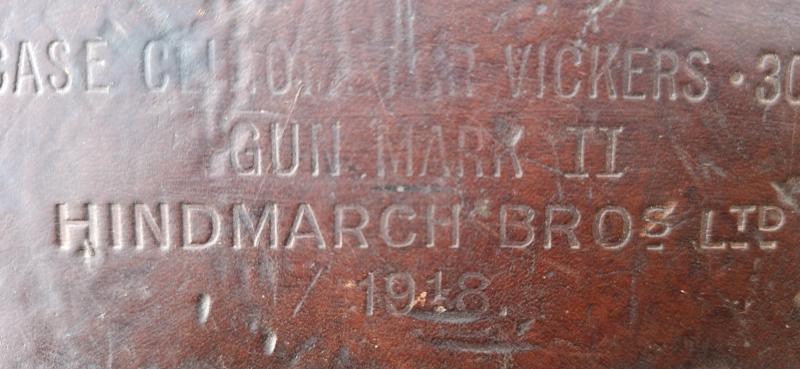 CASE VICKERS ·30
GUN MARK II
HINDMARCH BROS LTD
1918